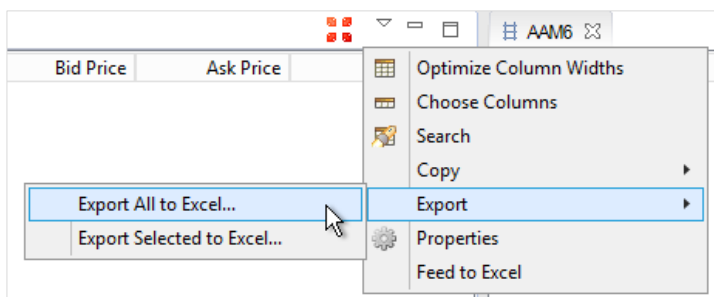 AAM6
Bid Price Ask Price
Optimize Column Widths
Choose Columns
Search
Copy
Export
Export All to Excel...
Export Selected to Excel...
Properties
Feed to Excel